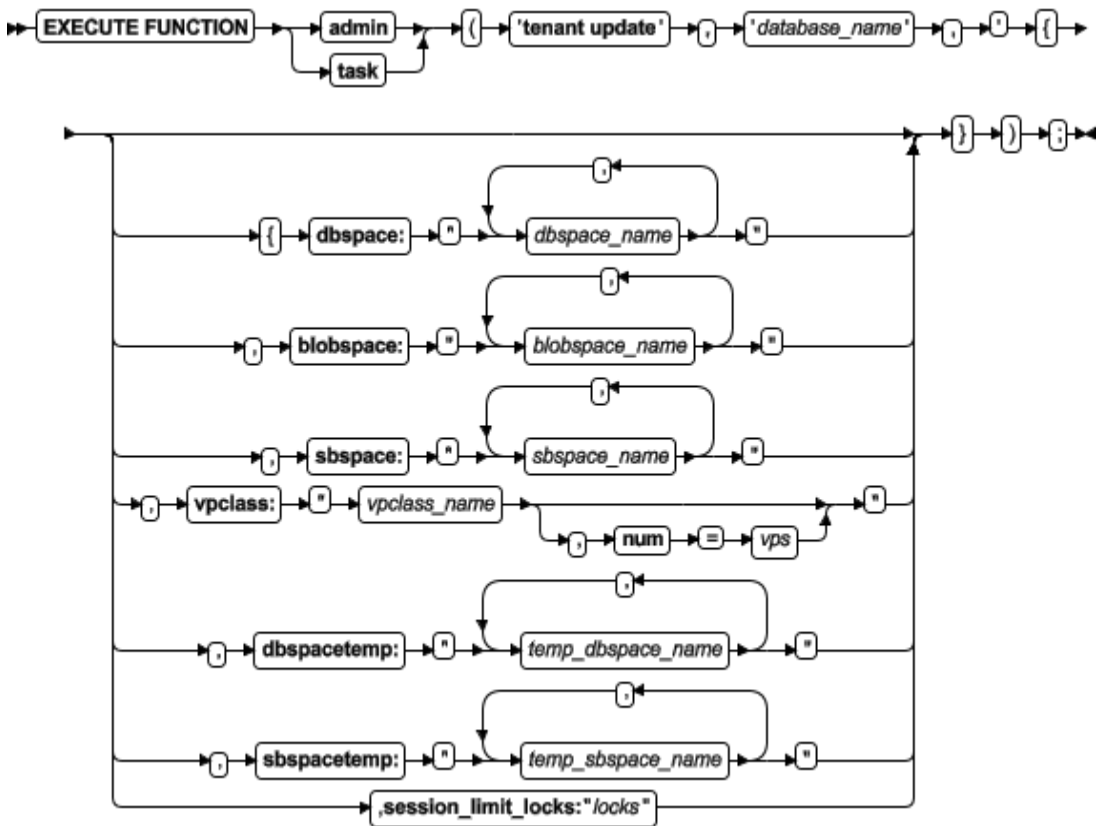 EXECUTE FUNCTION admin ( 'tenant update' , 'database_name' , ' {
task
} ) ;
,
{ dbspace: " dbspace_name "
,
, blobspace: " blobspace_name "
,
, sbspace: " sbspace_name "
, vpclass: " vpclass_name "
, num = vps
,
, dbspacetemp: " temp_dbspace_name "
,
, sbspacetemp: " temp_sbspace_name "
,session_limit_locks:"locks"